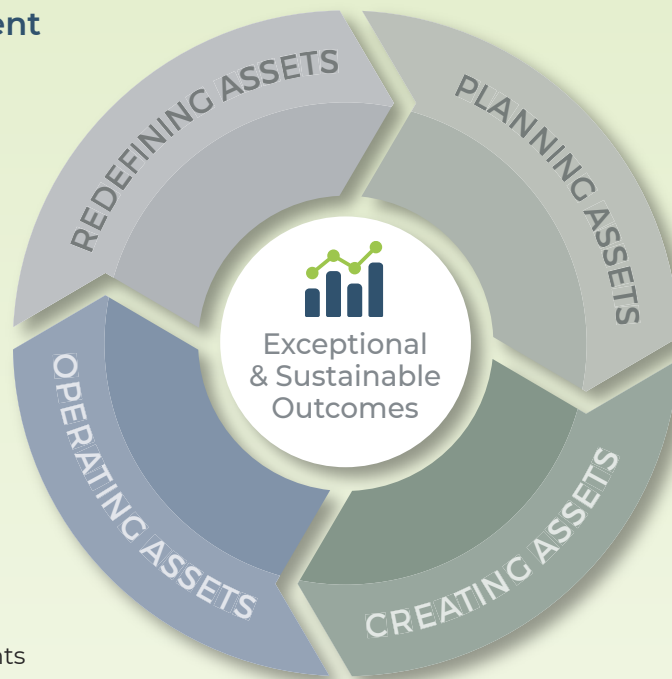 ent
REDEFINING ASSETS
PLANNING ASSETS
Exceptional
& Sustainable
Outcomes
OPERATING ASSETS
CREATING ASSETS
nts